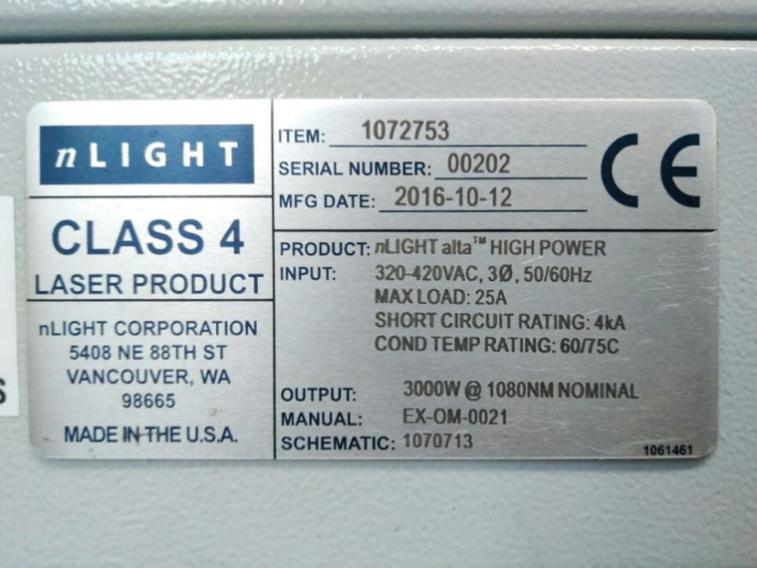 nLIGHT
CLASS 4
LASER PRODUCT
nLIGHT CORPORATION
5408 NE 88TH ST
VANCOUVER, WA
98665
MADE IN THE U.S.A.
ITEM: 1072753
SERIAL NUMBER: 00202
MFG DATE: 2016-10-12
CE
PRODUCT: nLIGHT alta™ HIGH POWER
INPUT: 320-420VAC, 3Ø, 50/60Hz
MAX LOAD: 25A
SHORT CIRCUIT RATING: 4kA
COND TEMP RATING: 60/75C
OUTPUT: 3000W @ 1080NM NOMINAL
MANUAL: EX-OM-0021
SCHEMATIC: 1070713
1061461
S